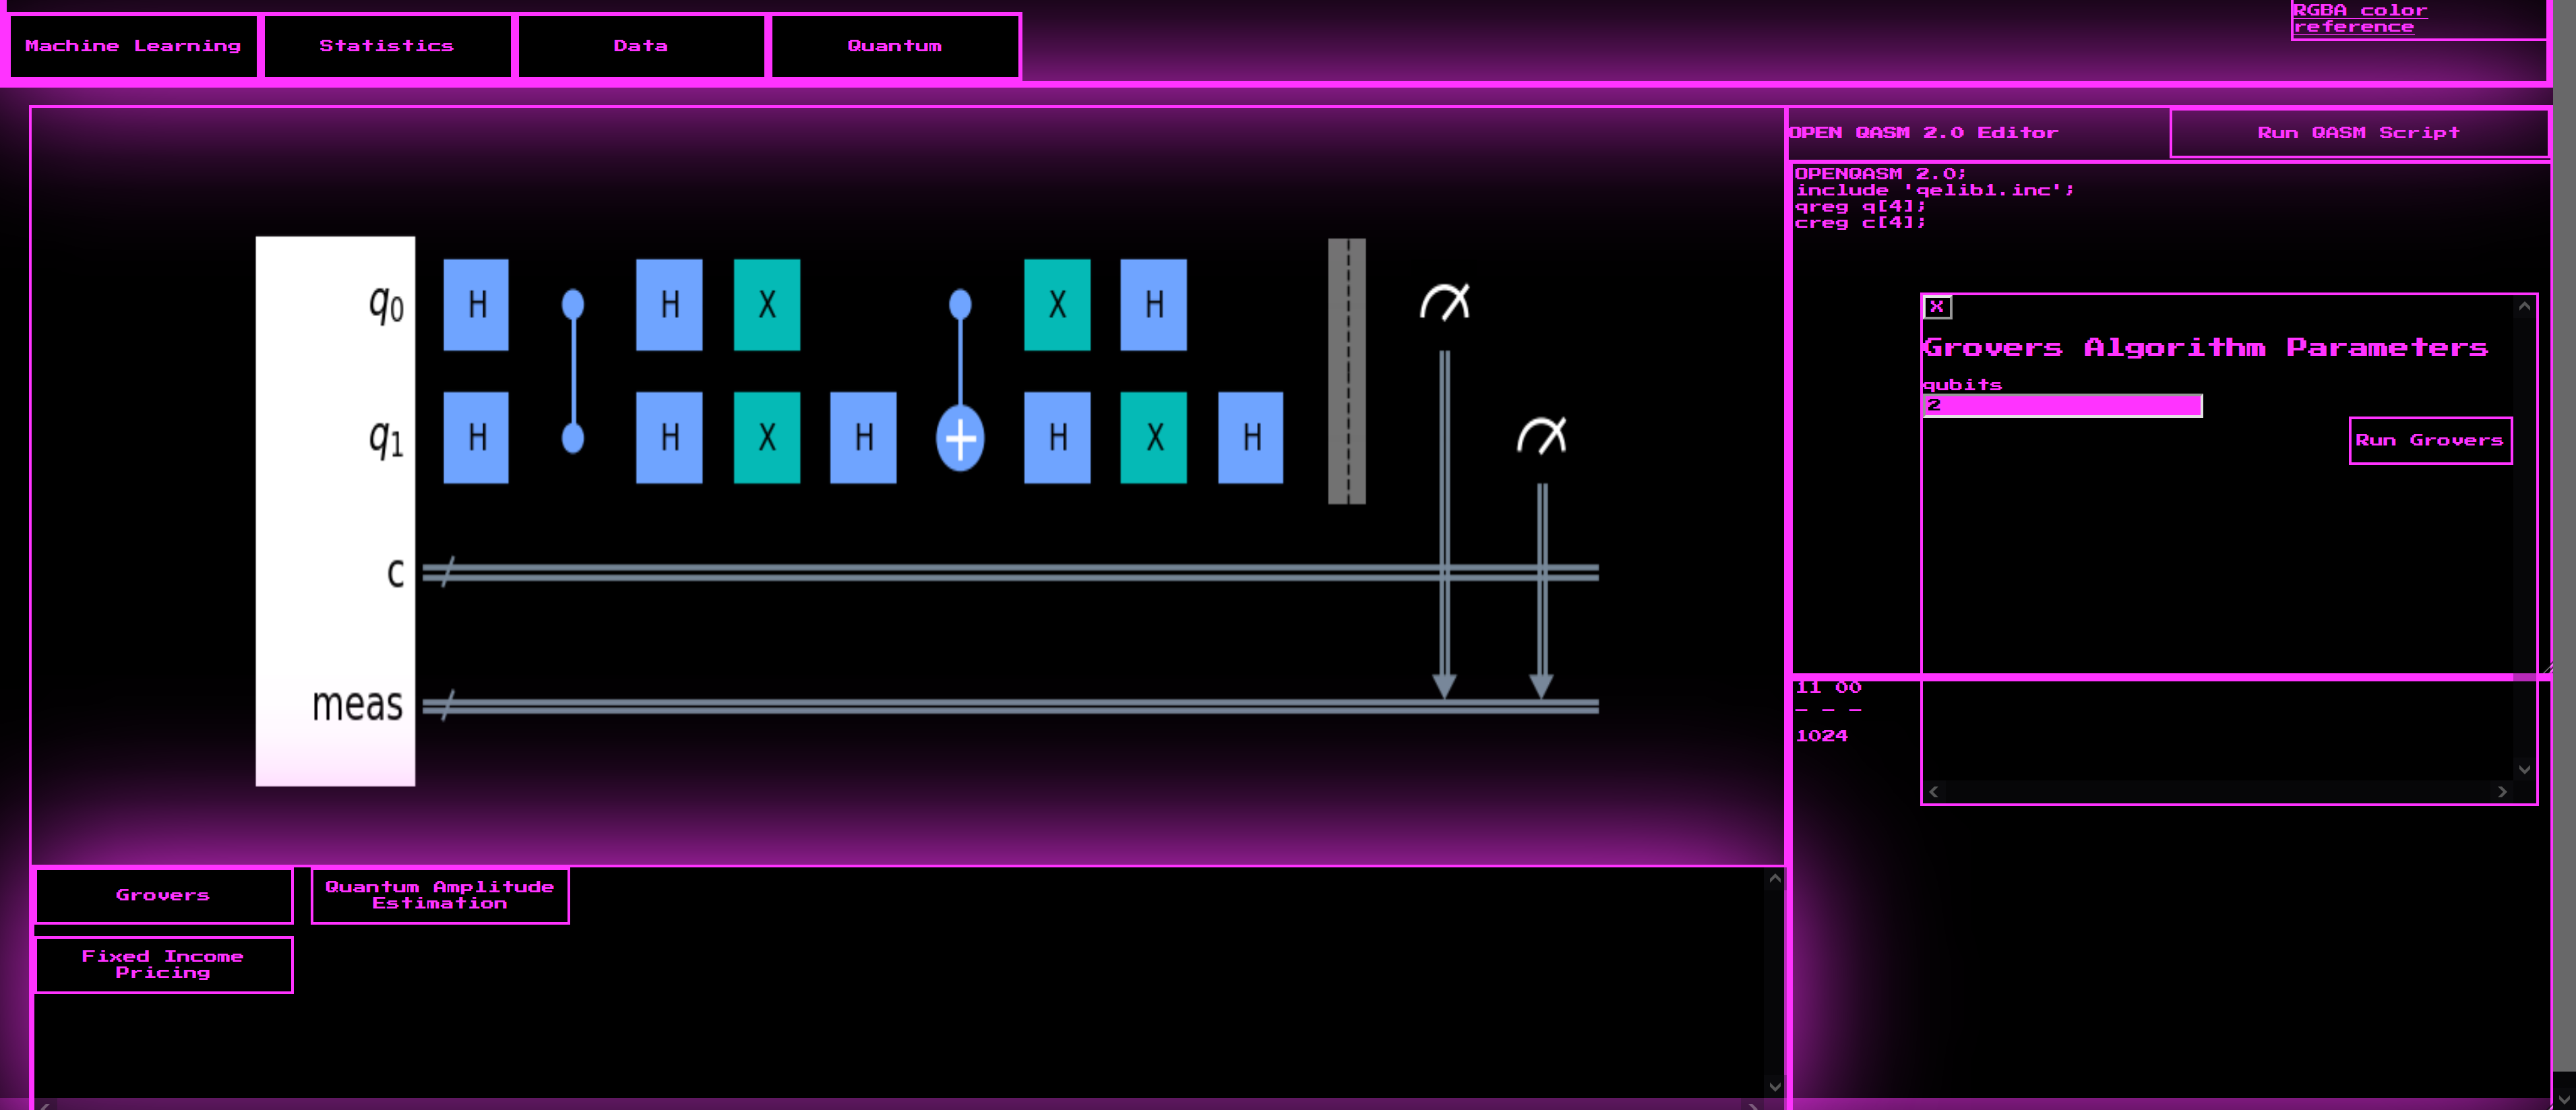 RGBA color
reference
Machine Learning
Statistics
Data
Quantum
OPEN QASM 2.0 Editor
Run QASM Script
OPENQASM 2.0;
include 'qelib1.inc';
qreg q[4];
creg c[4];
q0 H H X X H
q1 H H X H + H X H
c
meas
X
Grovers Algorithm Parameters
qubits
2
Run Grovers
11 00
- - -
1024
Grovers
Quantum Amplitude
Estimation
Fixed Income
Pricing